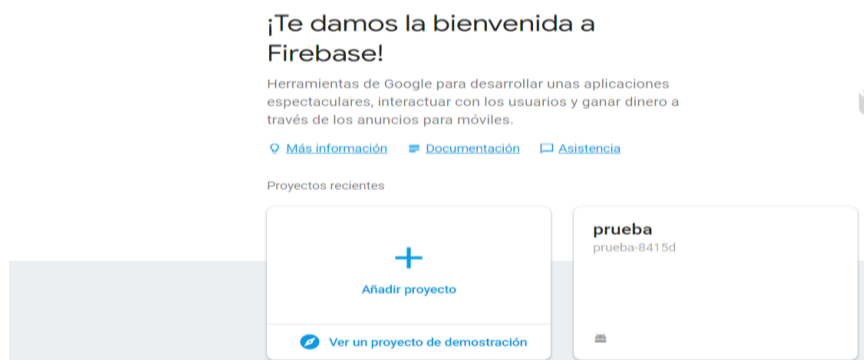 ¡Te damos la bienvenida a
Firebase!
Herramientas de Google para desarrollar unas aplicaciones
espectaculares, interactuar con los usuarios y ganar dinero a
través de los anuncios para móviles.
Más información Documentación Asistencia
Proyectos recientes
Añadir proyecto
Ver un proyecto de demostración
prueba
prueba-8415d